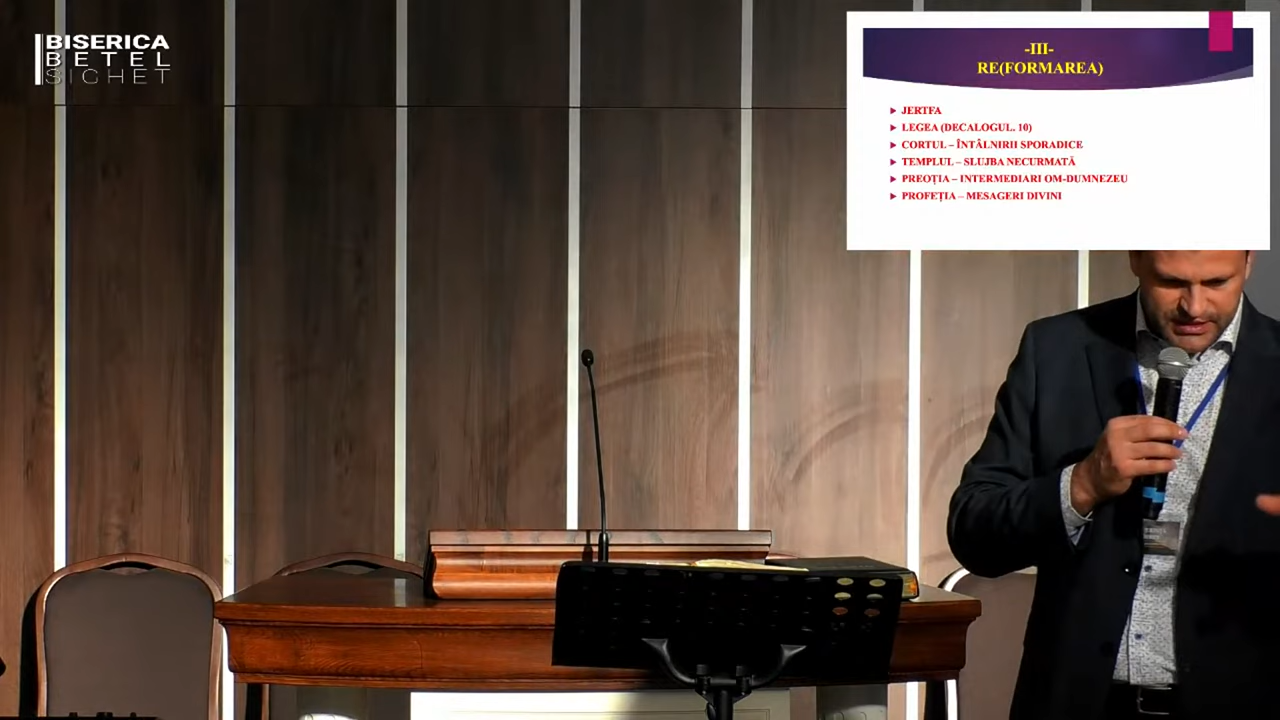 BISERICA
BETEL
SIGHET
-III-
RE(FORMAREA)
JERTFA
LEGEA (DECALOGUL. 10)
CORTUL – ÎNTÂLNIRII SPORADICE
TEMPLUL – SLUJBA NECURMATĂ
PREOȚIA – INTERMEDIARI OM-DUMNEZEU
PROFEȚIA – MESAGERI DIVINI